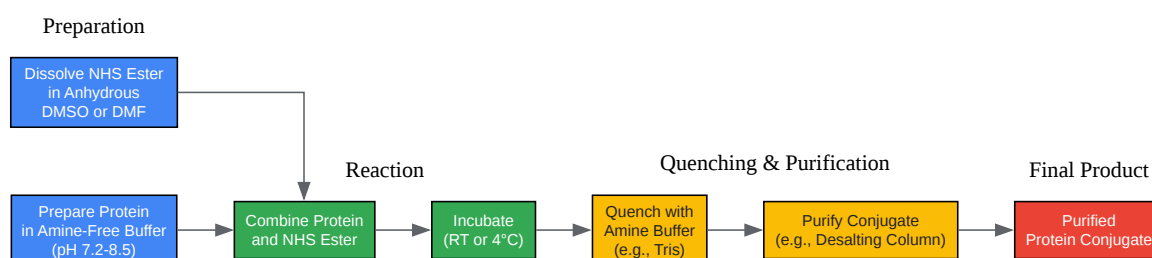 Preparation
Dissolve NHS Ester
in Anhydrous
DMSO or DMF
Reaction
Quenching & Purification
Final Product
Prepare Protein
in Amine-Free Buffer
(pH 7.2-8.5)
Combine Protein
and NHS Ester
Incubate
(RT or 4°C)
Quench with
Amine Buffer
(e.g., Tris)
Purify Conjugate
(e.g., Desalting Column)
Purified
Protein Conjugate